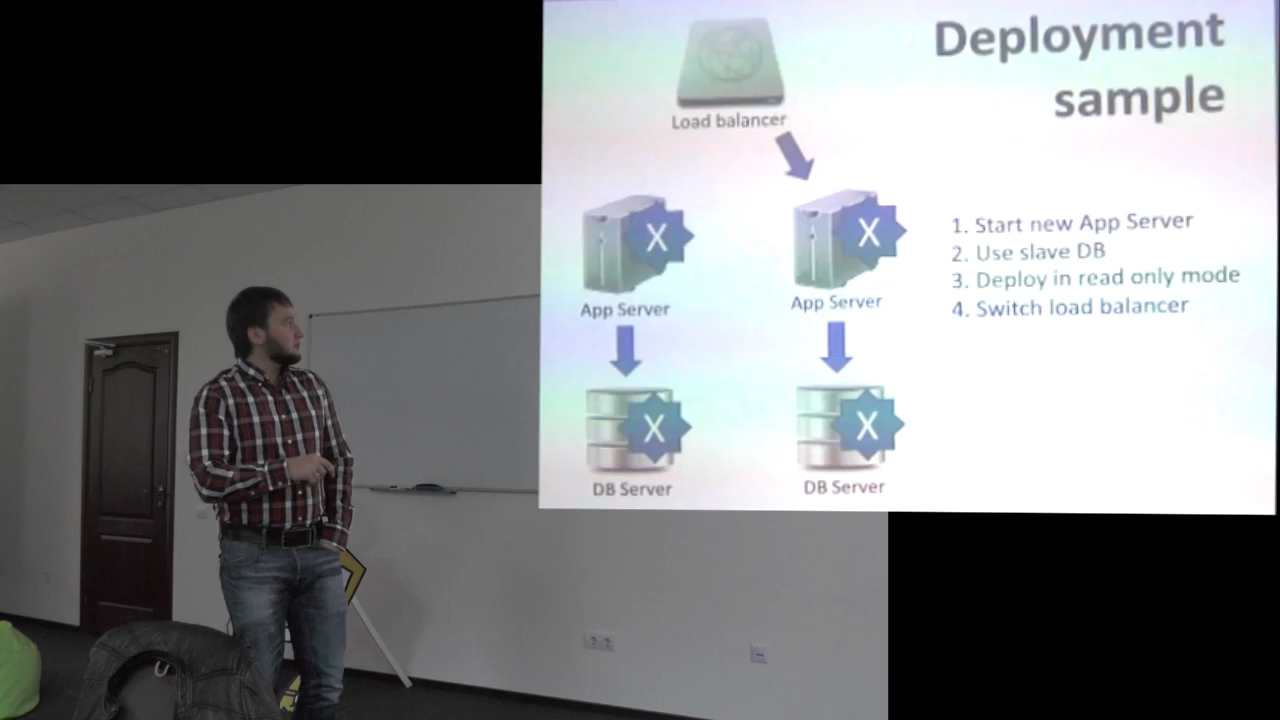 Deployment
sample
Load balancer
X
X
App Server
App Server
1. Start new App Server
2. Use slave DB
3. Deploy in read only mode
4. Switch load balancer
X
X
DB Server
DB Server